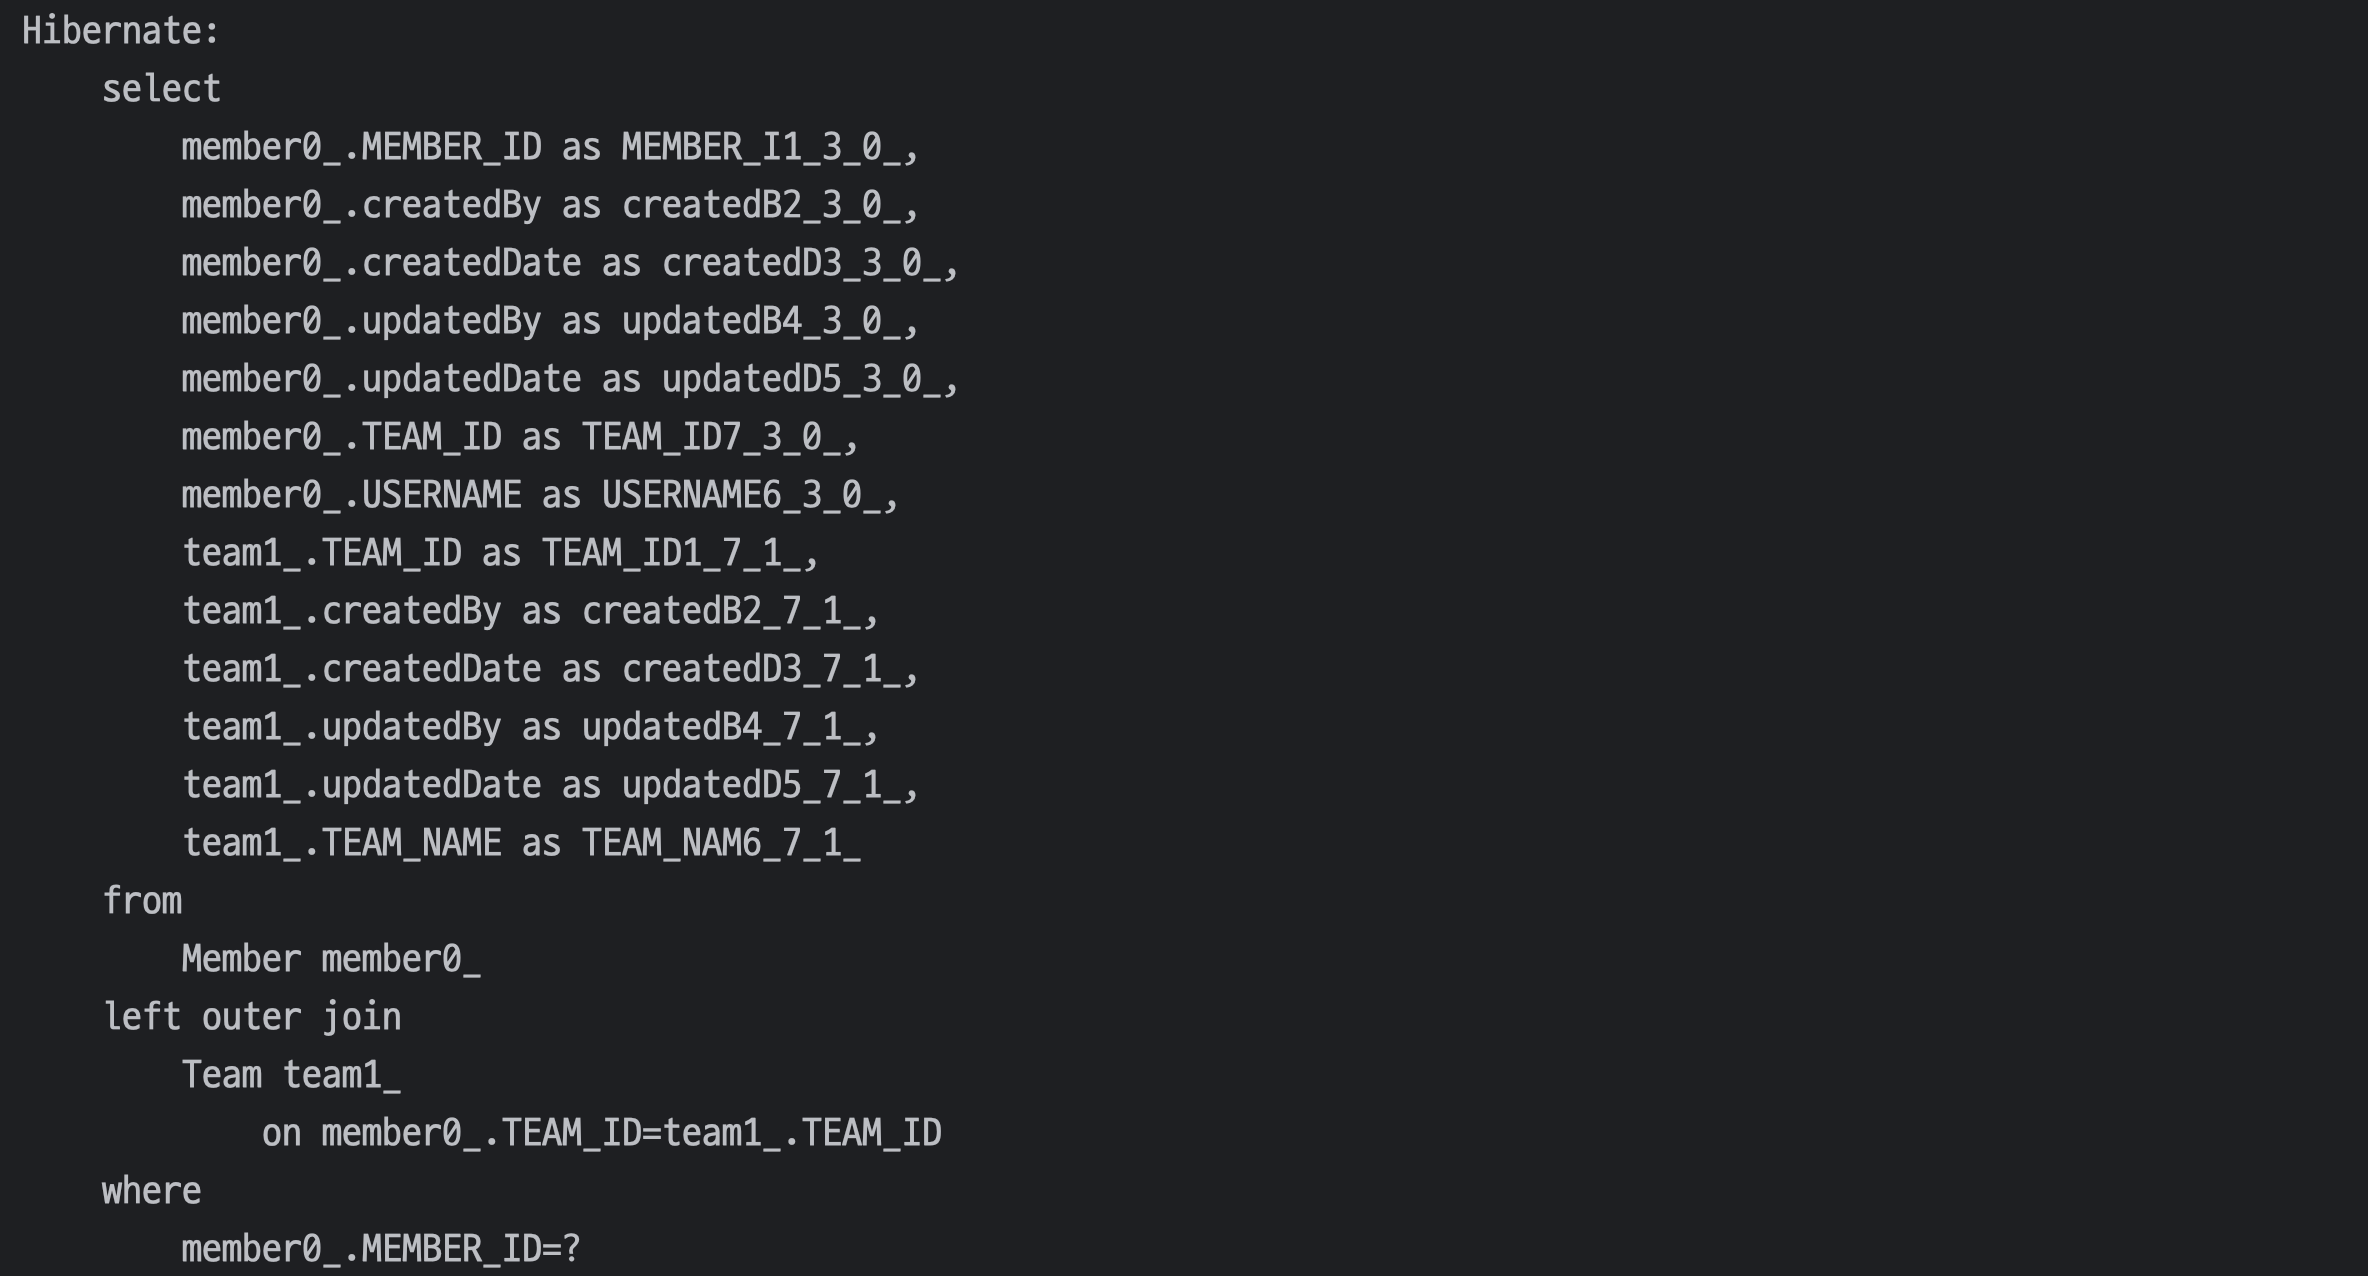 Hibernate:
select
member0_.MEMBER_ID as MEMBER_I1_3_0_,
member0_.createdBy as createdB2_3_0_,
member0_.createdDate as createdD3_3_0_,
member0_.updatedBy as updatedB4_3_0_,
member0_.updatedDate as updatedD5_3_0_,
member0_.TEAM_ID as TEAM_ID7_3_0_,
member0_.USERNAME as USERNAME6_3_0_,
team1_.TEAM_ID as TEAM_ID1_7_1_,
team1_.createdBy as createdB2_7_1_,
team1_.createdDate as createdD3_7_1_,
team1_.updatedBy as updatedB4_7_1_,
team1_.updatedDate as updatedD5_7_1_,
team1_.TEAM_NAME as TEAM_NAM6_7_1_
from
Member member0_
left outer join
Team team1_
on member0_.TEAM_ID=team1_.TEAM_ID
where
member0_.MEMBER_ID=?